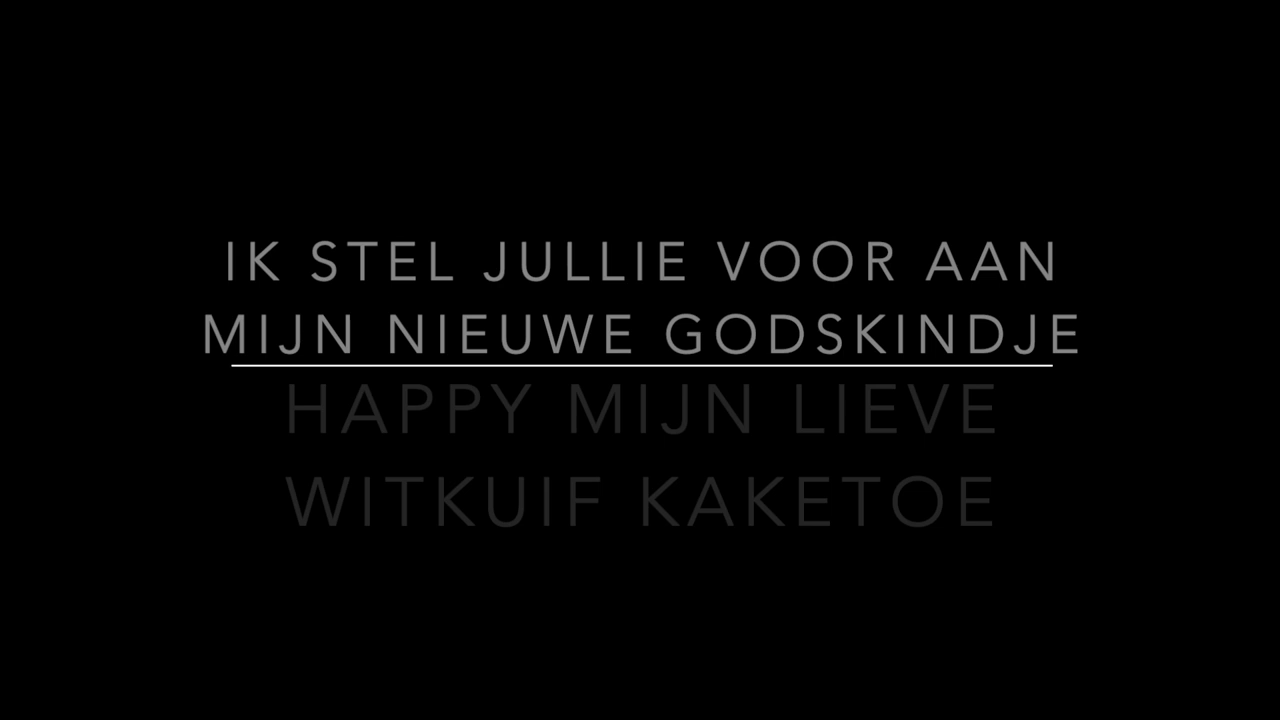 IK STEL JULLIE VOOR AAN
MIJN NIEUWE GODSKINDJE
HAPPY MIJN LIEVE
WITKUIF KAKETOE